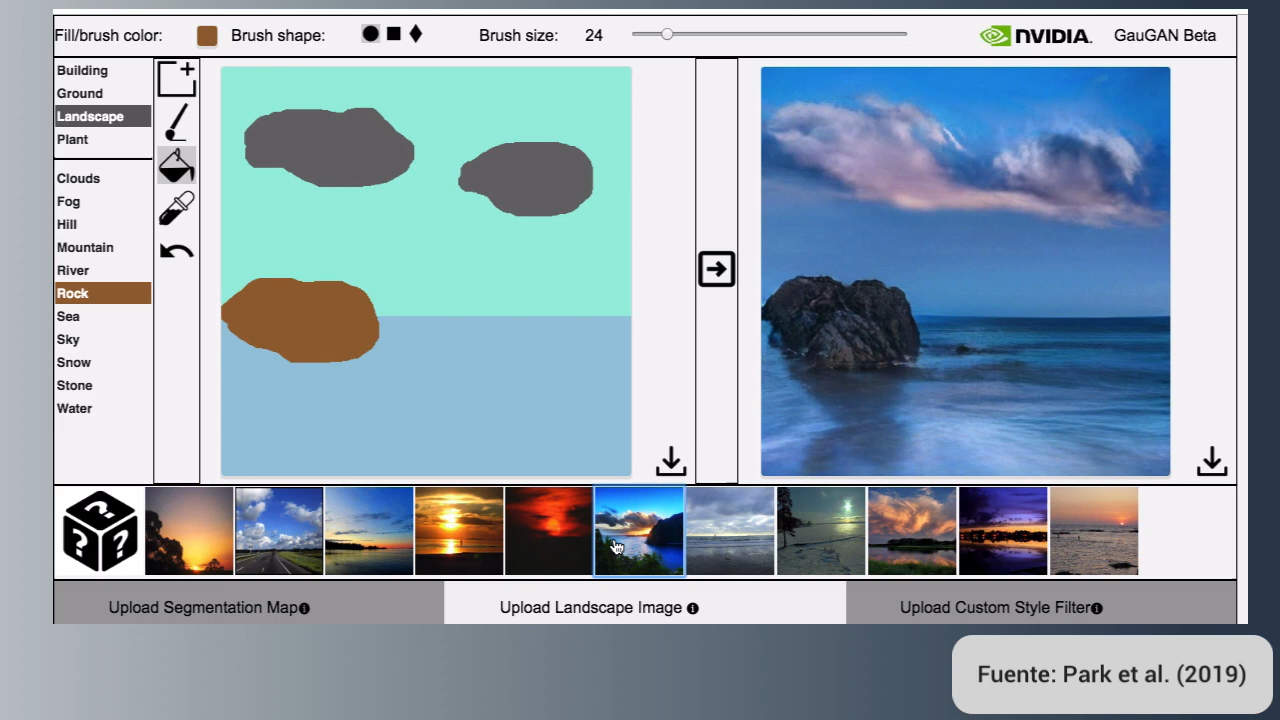 Fill/brush color:
Brush shape:
Brush size: 24
NVIDIA. GauGAN Beta
Building
Ground
Landscape
Plant
Clouds
Fog
Hill
Mountain
River
Rock
Sea
Sky
Snow
Stone
Water
? ? ?
Upload Segmentation Map
Upload Landscape Image
Upload Custom Style Filter
Fuente: Park et al. (2019)